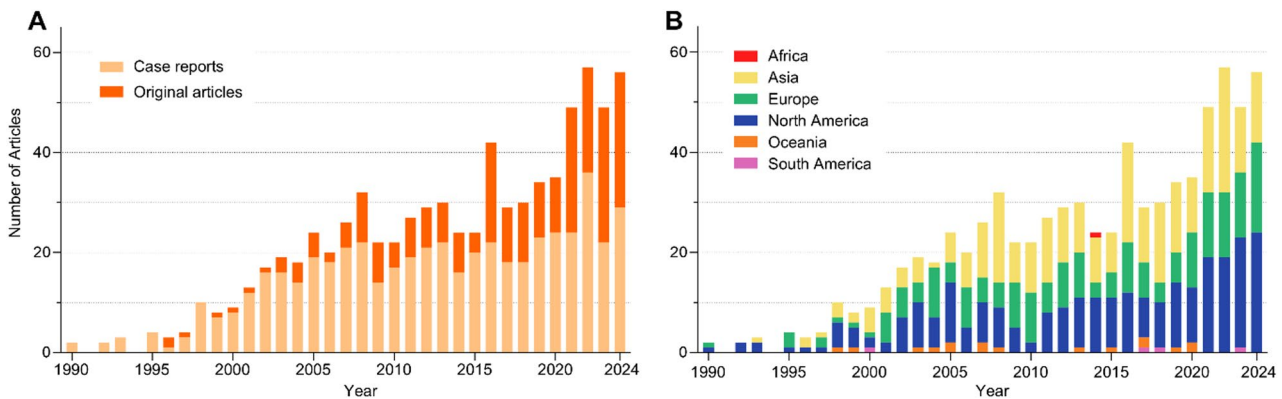 A
Number of Articles
60
40
20
0
Case reports
Original articles
1990
1995
2000
2005
2010
2015
2020
2024
Year
B
60
40
20
0
Africa
Asia
Europe
North America
Oceania
South America
1990
1995
2000
2005
2010
2015
2020
2024
Year